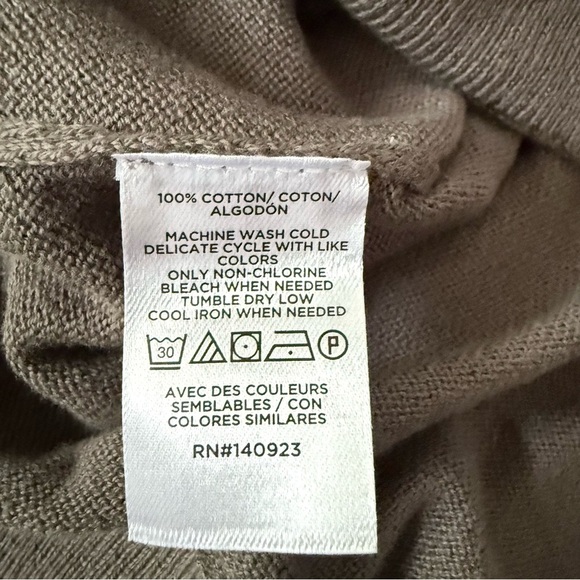 100% COTTON/ COTON/
ALGODÓN
MACHINE WASH COLD
DELICATE CYCLE WITH LIKE
COLORS
ONLY NON-CHLORINE
BLEACH WHEN NEEDED
TUMBLE DRY LOW
COOL IRON WHEN NEEDED
30 P
AVEC DES COULEURS
SEMBLABLES / CON
COLORES SIMILARES
RN#140923